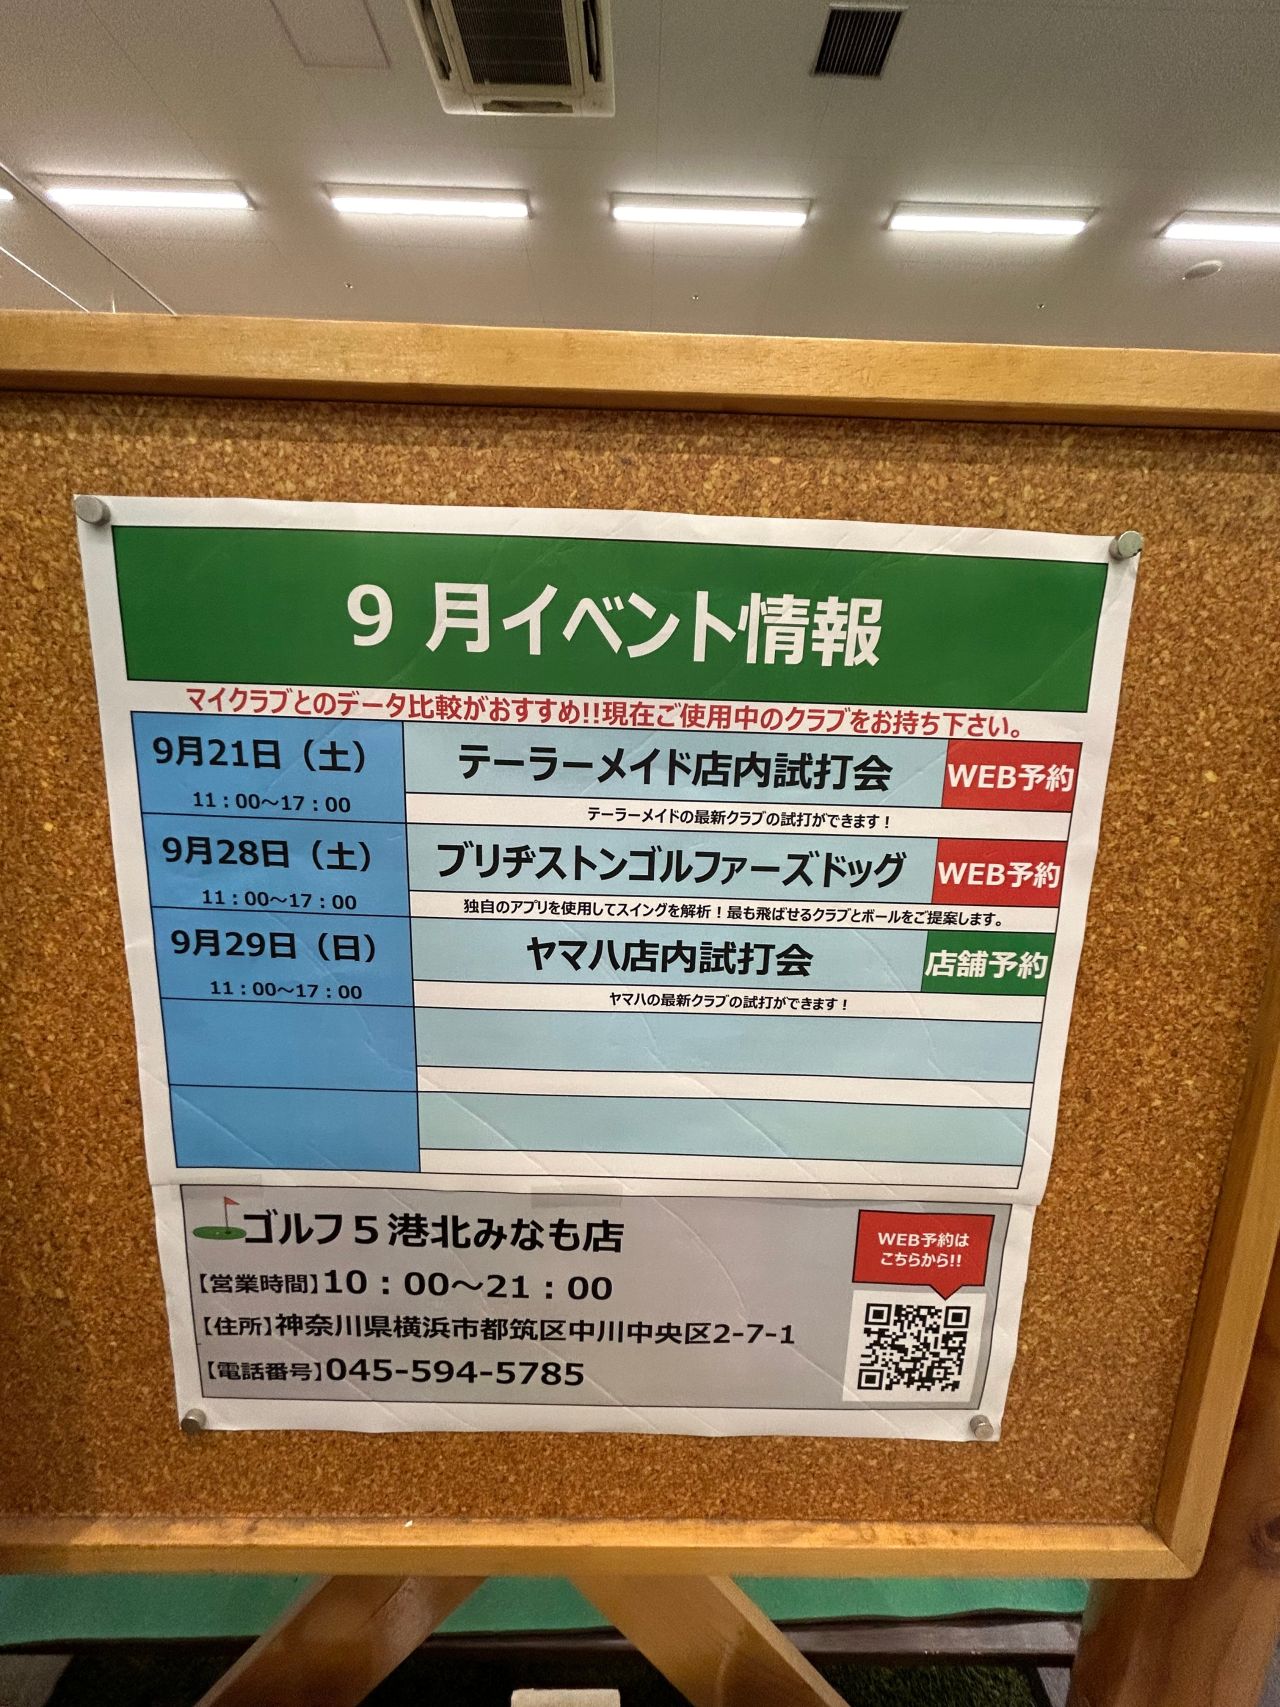 9 月イベント情報
マイクラブとのデータ比較がおすすめ!!現在ご使用中のクラブをお持ち下さい。
9月21日（土）
11：00～17：00
テーラーメイド店内試打会
WEB予約
テーラーメイドの最新クラブの試打ができます！
9月28日（土）
11：00～17：00
ブリヂストンゴルファーズドッグ
WEB予約
独自のアプリを使用してスイングを解析！最も飛ばせるクラブとボールをご提案します。
9月29日（日）
11：00～17：00
ヤマハ店内試打会
店舗予約
ヤマハの最新クラブの試打ができます！
ゴルフ５港北みなも店
【営業時間】10：00～21：00
【住所】神奈川県横浜市都筑区中川中央区2-7-1
【電話番号】045-594-5785
WEB予約は
こちらから!!